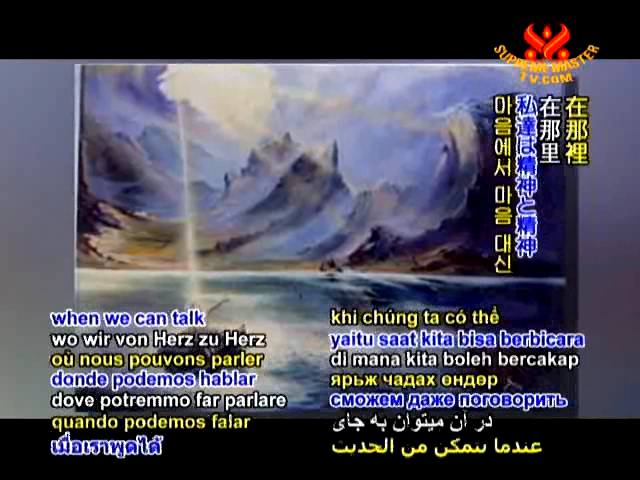 SUPREME MASTER
TV.COM
在那裡
在那里
私達は精神と精神
마음에서 마음 대신
when we can talk
wo wir von Herz zu Herz
où nous pouvons parler
donde podemos hablar
dove potremmo far parlare
quando podemos falar
เมื่อเราพูดได้
khi chúng ta có thể
yaitu saat kita bisa berbicara
di mana kita boleh bercakap
ярьж чадах өндөр
сможем даже поговорить
در آن میتوان به جای
عندما نتمكن من الحديث